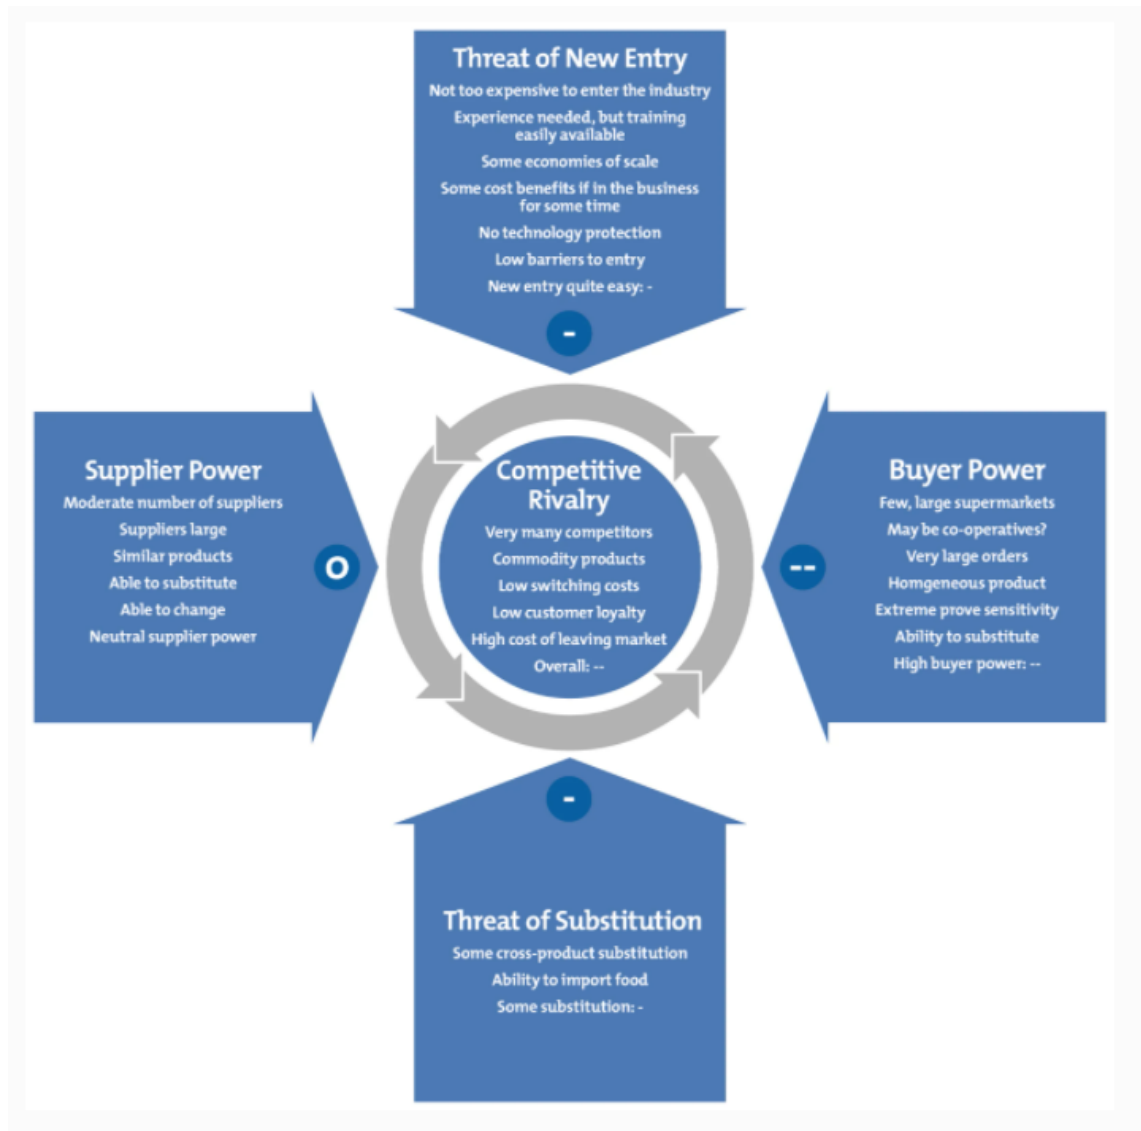 Threat of New Entry
Not too expensive to enter the industry
Experience needed, but training
easily available
Some economies of scale
Some cost benefits if in the business
for some time
No technology protection
Low barriers to entry
New entry quite easy: -
-
Supplier Power
Moderate number of suppliers
Suppliers large
Similar products
Able to substitute
Able to change
Neutral supplier power
O
Competitive
Rivalry
Very many competitors
Commodity products
Low switching costs
Low customer loyalty
High cost of leaving market
Overall: --
--
Buyer Power
Few, large supermarkets
May be co-operatives?
Very large orders
Homgeneous product
Extreme prove sensitivity
Ability to substitute
High buyer power: --
-
Threat of Substitution
Some cross-product substitution
Ability to import food
Some substitution: -